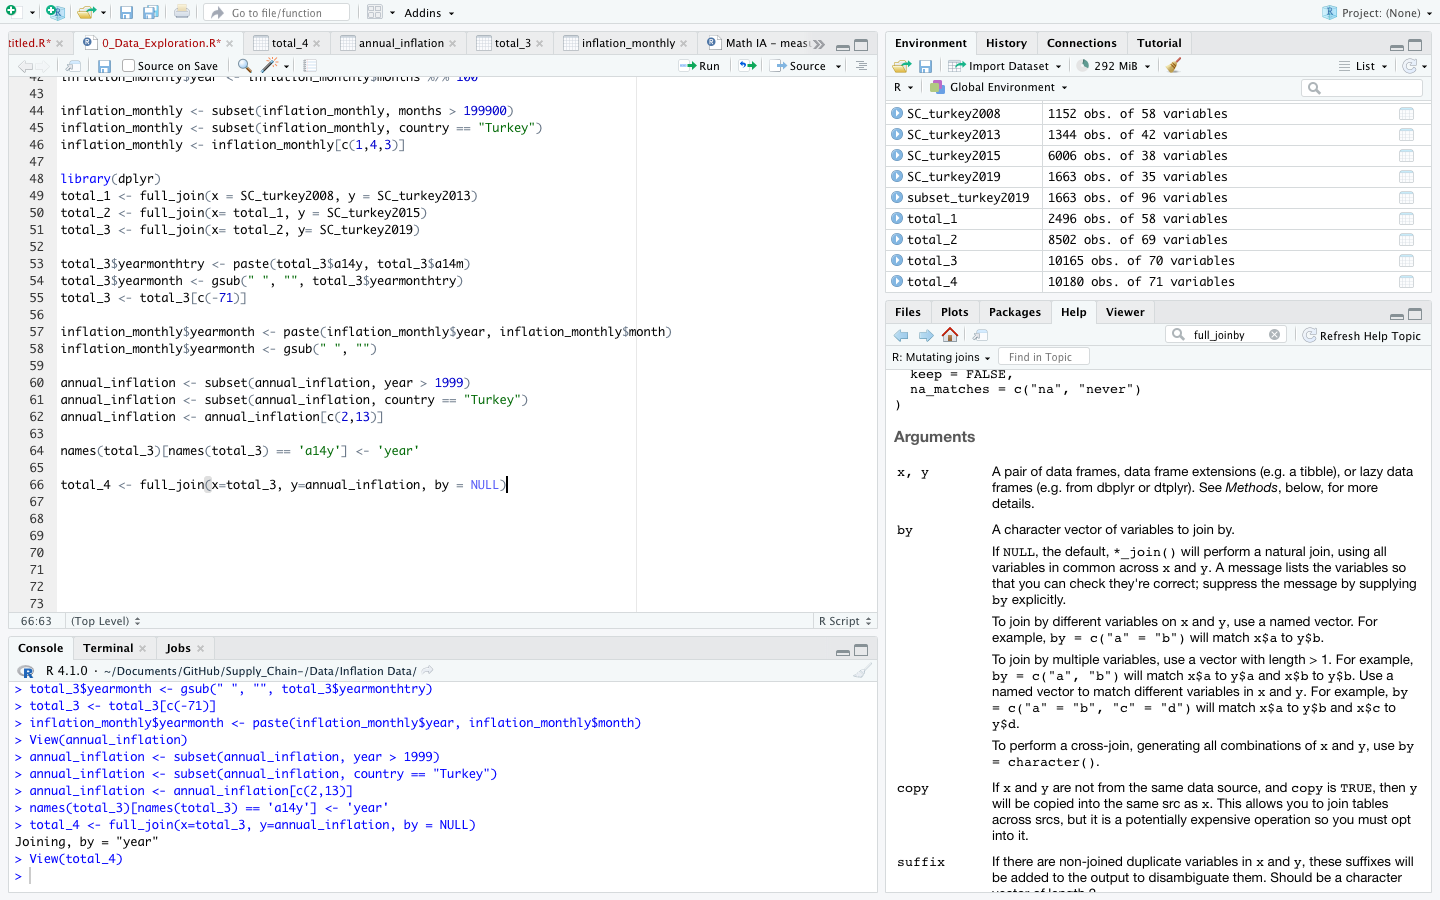 Go to file/function
Addins
Project: (None)
titled.R*
0_Data_Exploration.R*
total_4
annual_inflation
total_3
inflation_monthly
Math IA - meas
Source on Save
Run
Source
42 inflation_monthly$year <- inflation_monthly$months %/% 100
43
44 inflation_monthly <- subset(inflation_monthly, months > 199900)
45 inflation_monthly <- subset(inflation_monthly, country == "Turkey")
46 inflation_monthly <- inflation_monthly[c(1,4,3)]
47
48 library(dplyr)
49 total_1 <- full_join(x = SC_turkey2008, y = SC_turkey2013)
50 total_2 <- full_join(x= total_1, y = SC_turkey2015)
51 total_3 <- full_join(x= total_2, y= SC_turkey2019)
52
53 total_3$yearmonthtry <- paste(total_3$a14y, total_3$a14m)
54 total_3$yearmonth <- gsub(" ", "", total_3$yearmonthtry)
55 total_3 <- total_3[c(-71)]
56
57 inflation_monthly$yearmonth <- paste(inflation_monthly$year, inflation_monthly$month)
58 inflation_monthly$yearmonth <- gsub(" ", "")
59
60 annual_inflation <- subset(annual_inflation, year > 1999)
61 annual_inflation <- subset(annual_inflation, country == "Turkey")
62 annual_inflation <- annual_inflation[c(2,13)]
63
64 names(total_3)[names(total_3) == 'a14y'] <- 'year'
65
66 total_4 <- full_join(x=total_3, y=annual_inflation, by = NULL)
67
68
69
70
71
72
73
66:63
(Top Level)
R Script
Console
Terminal
Jobs
R 4.1.0 · ~/Documents/GitHub/Supply_Chain-/Data/Inflation Data/
> total_3$yearmonth <- gsub(" ", "", total_3$yearmonthtry)
> total_3 <- total_3[c(-71)]
> inflation_monthly$yearmonth <- paste(inflation_monthly$year, inflation_monthly$month)
> View(annual_inflation)
> annual_inflation <- subset(annual_inflation, year > 1999)
> annual_inflation <- subset(annual_inflation, country == "Turkey")
> annual_inflation <- annual_inflation[c(2,13)]
> names(total_3)[names(total_3) == 'a14y'] <- 'year'
> total_4 <- full_join(x=total_3, y=annual_inflation, by = NULL)
Joining, by = "year"
> View(total_4)
>
Environment
History
Connections
Tutorial
Import Dataset
292 MiB
List
R
Global Environment
SC_turkey2008 1152 obs. of 58 variables
SC_turkey2013 1344 obs. of 42 variables
SC_turkey2015 6006 obs. of 38 variables
SC_turkey2019 1663 obs. of 35 variables
subset_turkey2019 1663 obs. of 96 variables
total_1 2496 obs. of 58 variables
total_2 8502 obs. of 69 variables
total_3 10165 obs. of 70 variables
total_4 10180 obs. of 71 variables
Files
Plots
Packages
Help
Viewer
full_joinby
Refresh Help Topic
R: Mutating joins
Find in Topic
keep = FALSE,
na_matches = c("na", "never")
)
Arguments
x, y
A pair of data frames, data frame extensions (e.g. a tibble), or lazy data
frames (e.g. from dbplyr or dtplyr). See Methods, below, for more
details.
by
A character vector of variables to join by.
If NULL, the default, *_join() will perform a natural join, using all
variables in common across x and y. A message lists the variables so
that you can check they're correct; suppress the message by supplying
by explicitly.
To join by different variables on x and y, use a named vector. For
example, by = c("a" = "b") will match x$a to y$b.
To join by multiple variables, use a vector with length > 1. For example,
by = c("a", "b") will match x$a to y$a and x$b to y$b. Use a
named vector to match different variables in x and y. For example, by
= c("a" = "b", "c" = "d") will match x$a to y$b and x$c to
y$d.
To perform a cross-join, generating all combinations of x and y, use by
= character().
copy
If x and y are not from the same data source, and copy is TRUE, then y
will be copied into the same src as x. This allows you to join tables
across srcs, but it is a potentially expensive operation so you must opt
into it.
suffix
If there are non-joined duplicate variables in x and y, these suffixes will
be added to the output to disambiguate them. Should be a character
vector of length 2.